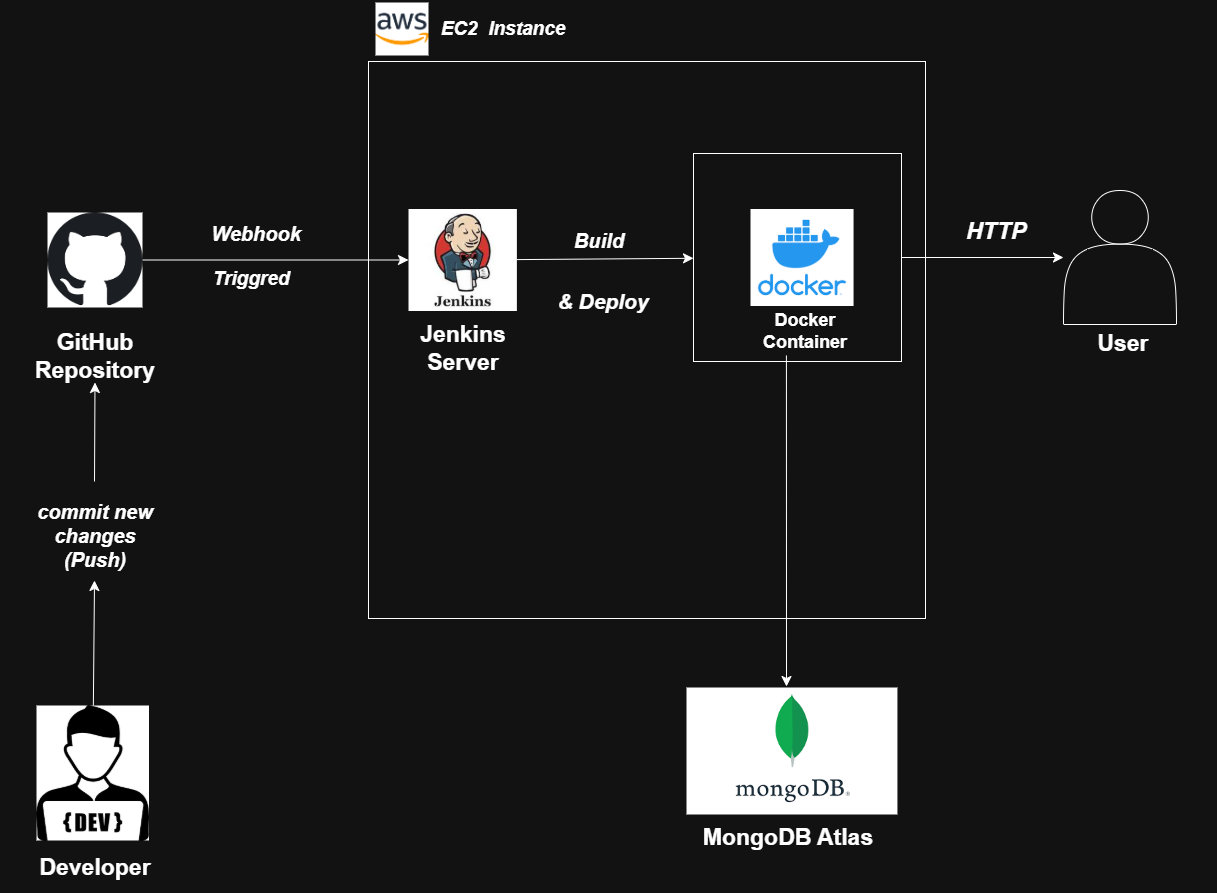 aws
EC2 Instance
Webhook
Triggred
GitHub
Repository
Jenkins
Jenkins
Server
Build
& Deploy
docker
Docker
Container
HTTP
User
commit new
changes
(Push)
{DEV}
Developer
mongoDB®
MongoDB Atlas